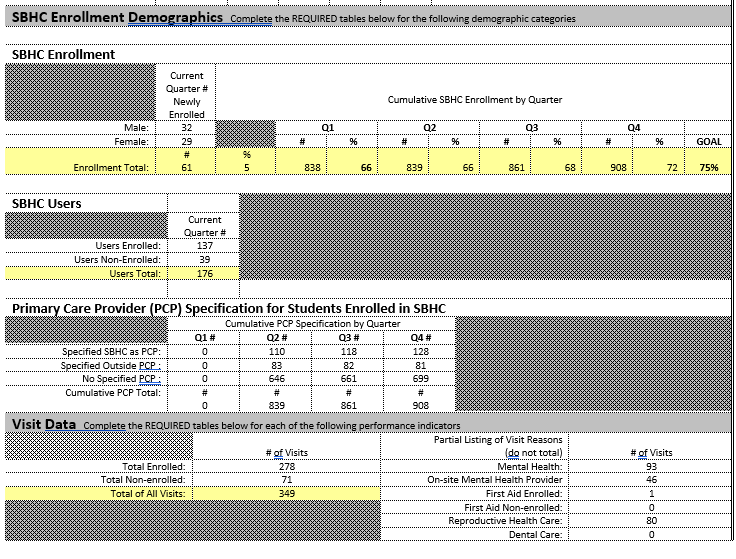 SBHC Enrollment Demographics Complete the REQUIRED tables below for the following demographic categories
SBHC Enrollment
Current Quarter # Newly Enrolled
Cumulative SBHC Enrollment by Quarter
Male: 32 Q1 Q2 Q3 Q4
Female: 29 # % # % # % # % GOAL
# %
Enrollment Total: 61 5 838 66 839 66 861 68 908 72 75%
SBHC Users
Current Quarter #
Users Enrolled: 137
Users Non-Enrolled: 39
Users Total: 176
Primary Care Provider (PCP) Specification for Students Enrolled in SBHC
Cumulative PCP Specification by Quarter
Q1 # Q2 # Q3 # Q4 #
Specified SBHC as PCP: 0 110 118 128
Specified Outside PCP : 0 83 82 81
No Specified PCP : 0 646 661 699
Cumulative PCP Total: # # # #
0 839 861 908
Visit Data Complete the REQUIRED tables below for each of the following performance indicators
Partial Listing of Visit Reasons
# of Visits (do not total) # of Visits
Total Enrolled: 278 Mental Health: 93
Total Non-enrolled: 71 On-site Mental Health Provider 46
Total of All Visits: 349 First Aid Enrolled: 1
First Aid Non-enrolled: 0
Reproductive Health Care: 80
Dental Care: 0